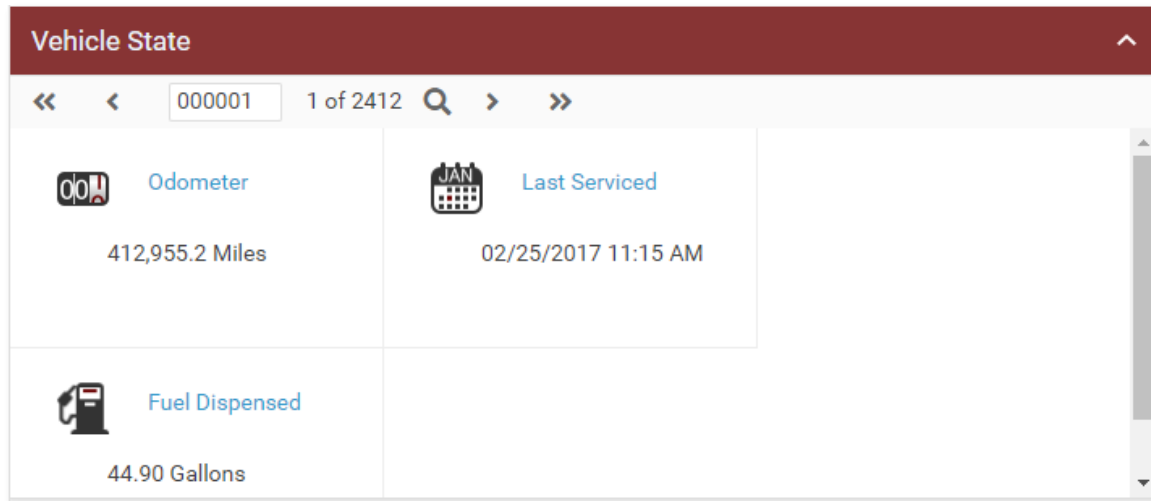 Vehicle State
000001 1 of 2412
Odometer
412,955.2 Miles
JAN
Last Serviced
02/25/2017 11:15 AM
Fuel Dispensed
44.90 Gallons